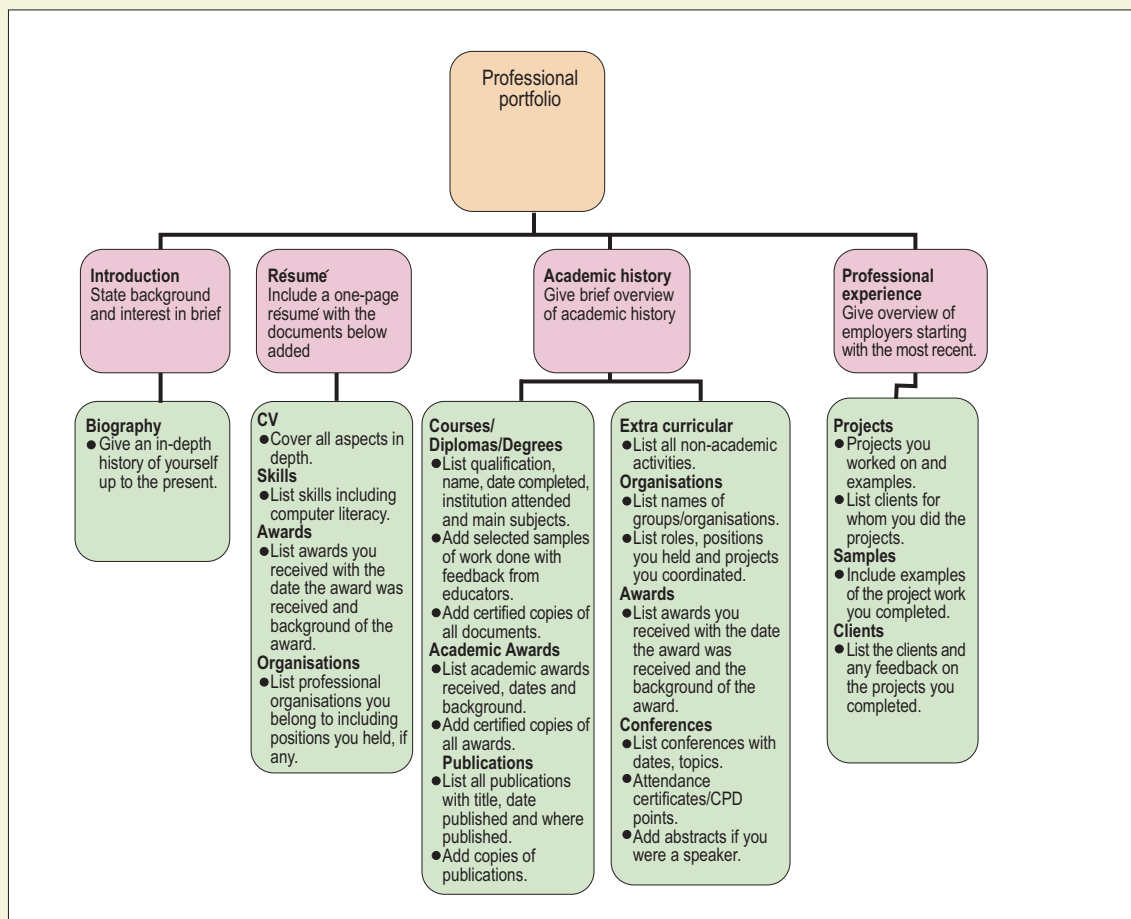 Professional
portfolio
Introduction
State background
and interest in brief
Résumé
Include a one-page
résumé with the
documents below
added
Academic history
Give brief overview
of academic history
Professional
experience
Give overview of
employers starting
with the most recent.
Biography
● Give an in-depth
history of yourself
up to the present.
CV
● Cover all aspects in
depth.
Skills
● List skills including
computer literacy.
Awards
● List awards you
received with the
date the award was
received and
background of the
award.
Organisations
● List professional
organisations you
belong to including
positions you held, if
any.
Courses/
Diplomas/Degrees
● List qualification,
name, date completed,
institution attended
and main subjects.
● Add selected samples
of work done with
feedback from
educators.
● Add certified copies of
all documents.
Academic Awards
● List academic awards
received, dates and
background.
● Add certified copies of
all awards.
Publications
● List all publications
with title, date
published and where
published.
● Add copies of
publications.
Extra curricular
● List all non-academic
activities.
Organisations
● List names of
groups/organisations.
● List roles, positions
you held and projects
you coordinated.
Awards
● List awards you
received with the date
the award was
received and the
background of the
award.
Conferences
● List conferences with
dates, topics.
● Attendance
certificates/CPD
points.
● Add abstracts if you
were a speaker.
Projects
● Projects you
worked on and
examples.
● List clients for
whom you did the
projects.
Samples
● Include examples
of the project work
you completed.
Clients
● List the clients and
any feedback on
the projects you
completed.